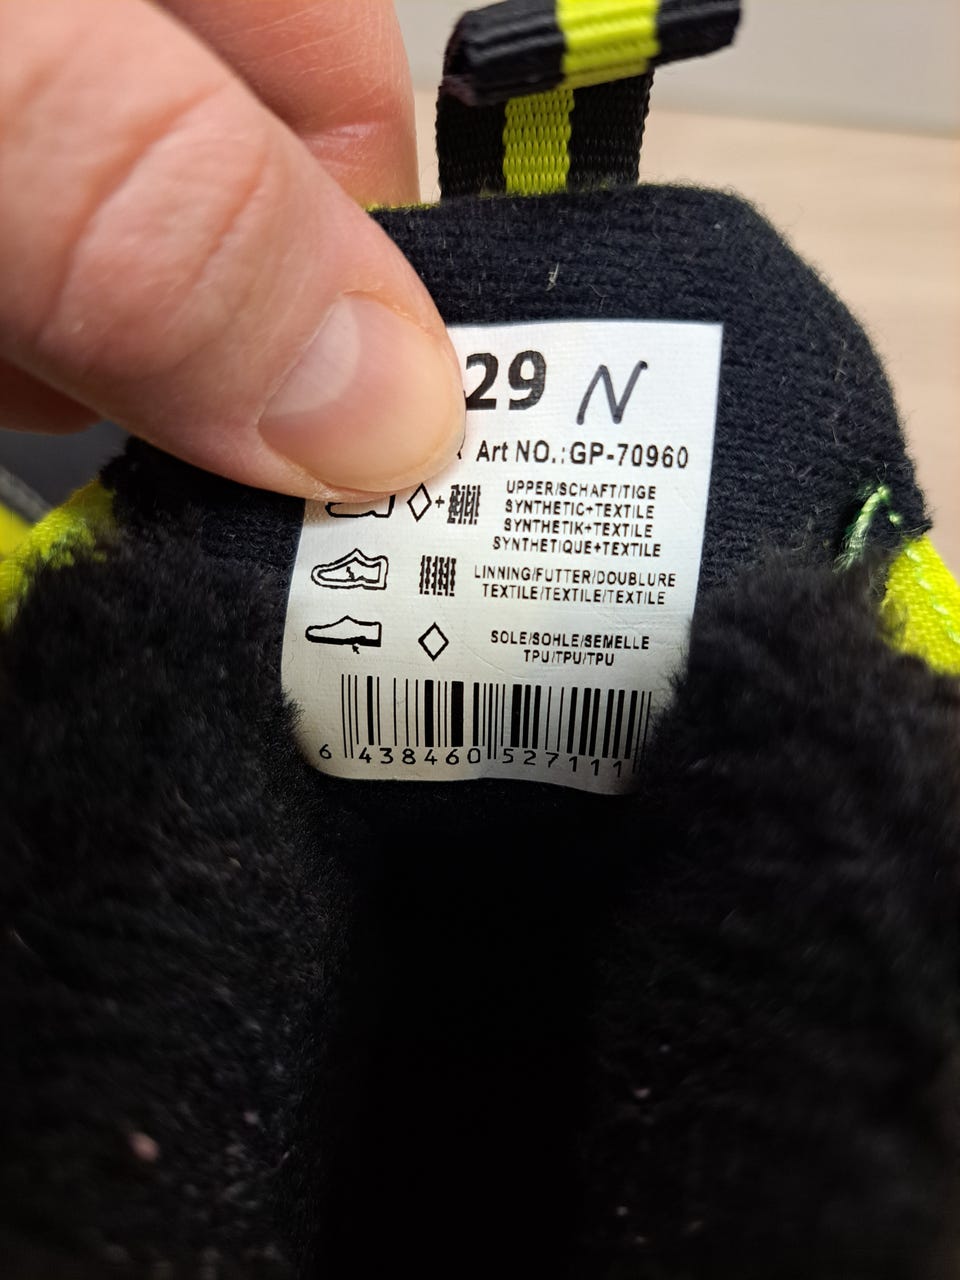 29 N
Art NO.:GP-70960
UPPER/SCHAFT/TIGE
SYNTHETIC+TEXTILE
SYNTHETIK+TEXTILE
SYNTHETIQUE+TEXTILE
LINNING/FUTTER/DOUBLURE
TEXTILE/TEXTILE/TEXTILE
SOLE/SOHLE/SEMELLE
TPU/TPU/TPU
6 438460 527111